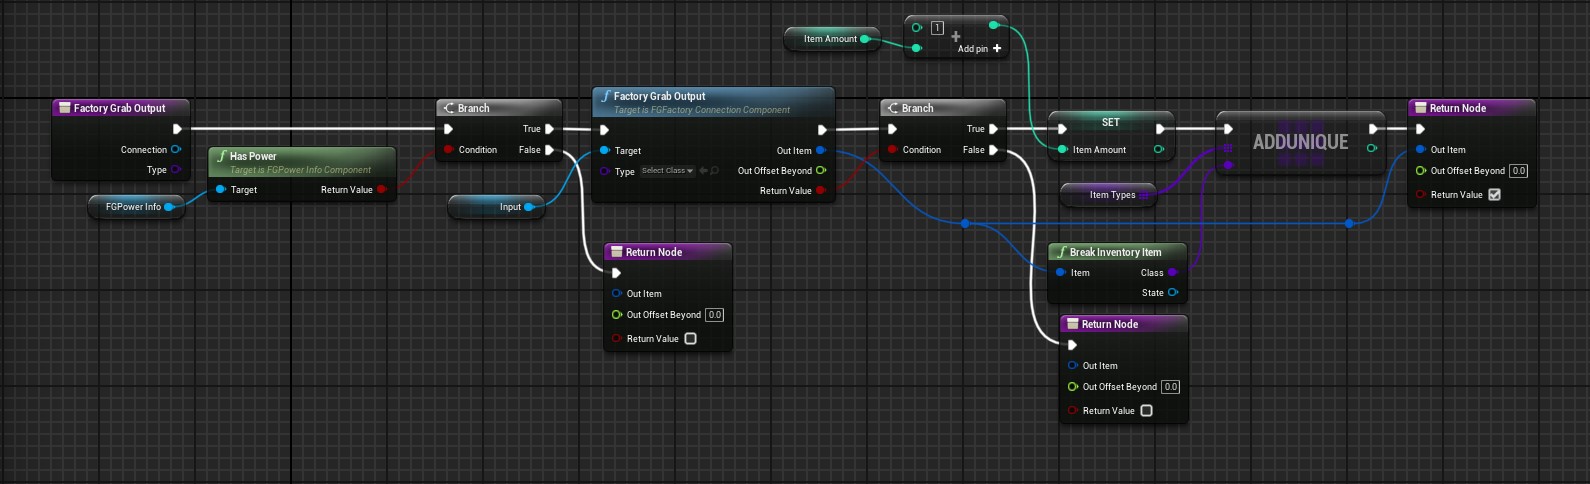 Item Amount
1
Add pin
Factory Grab Output
Connection
Type
FGPower Info
Has Power
Target is FGPower Info Component
Target
Return Value
Branch
Condition
True
False
Input
Factory Grab Output
Target is FGFactory Connection Component
Target
Type
Select Class
Out Item
Out Offset Beyond
Return Value
Return Node
Out Item
Out Offset Beyond
0.0
Return Value
Branch
Condition
True
False
SET
Item Amount
Item Types
ADDUNIQUE
Break Inventory Item
Item
Class
State
Return Node
Out Item
Out Offset Beyond
0.0
Return Value
Return Node
Out Item
Out Offset Beyond
0.0
Return Value